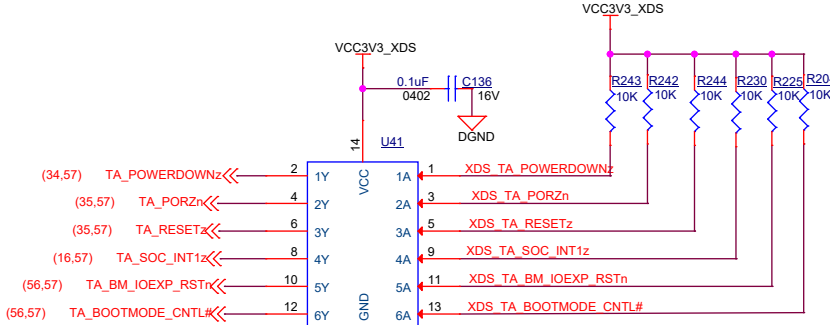 VCC3V3_XDS
VCC3V3_XDS
0.1uF C136
0402 16V
DGND
R243 R242 R244 R230 R225 R204
10K 10K 10K 10K 10K 10K
14 U41
VCC
(34,57) TA_POWERDOWNz 2 1Y 1A 1 XDS_TA_POWERDOWNz
(35,57) TA_PORZn 4 2Y 2A 3 XDS_TA_PORZn
(35,57) TA_RESETz 6 3Y 3A 5 XDS_TA_RESETz
(16,57) TA_SOC_INT1z 8 4Y 4A 9 XDS_TA_SOC_INT1z
(56,57) TA_BM_IOEXP_RSTn 10 5Y 5A 11 XDS_TA_BM_IOEXP_RSTn
(56,57) TA_BOOTMODE_CNTL# 12 6Y 6A 13 XDS_TA_BOOTMODE_CNTL#
GND